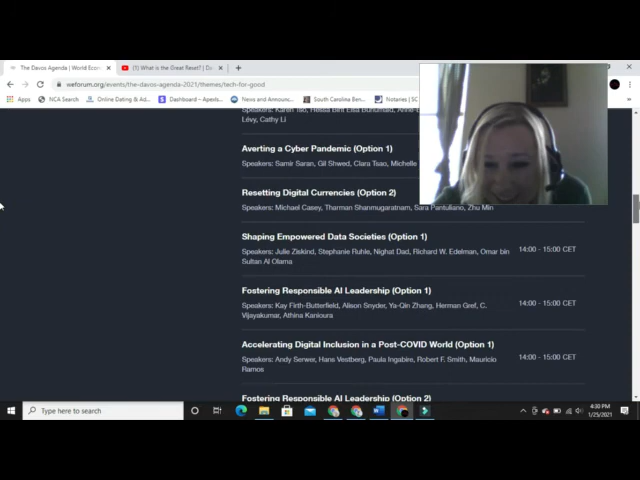 The Davos Agenda | World Econ
(1) What is the Great Reset? | Da
weforum.org/events/the-davos-agenda-2021/themes/tech-for-good
Apps
NCA Search
Online Dating & Ad...
Dashboard - Apexls...
News and Announc...
South Carolina Ben...
Notaries | SC
Lévy, Cathy Li
Averting a Cyber Pandemic (Option 1)
Speakers: Samir Saran, Gil Shwed, Clara Tsao, Michelle
Resetting Digital Currencies (Option 2)
Speakers: Michael Casey, Tharman Shanmugaratnam, Sara Pantuliano, Zhu Min
Shaping Empowered Data Societies (Option 1)
Speakers: Julie Ziskind, Stephanie Ruhle, Nighat Dad, Richard W. Edelman, Omar bin
14:00 - 15:00 CET
Sultan Al Olama
Fostering Responsible AI Leadership (Option 1)
Speakers: Kay Firth-Butterfield, Alison Snyder, Ya-Qin Zhang, Herman Gref, C.
14:00 - 15:00 CET
Vijayakumar, Athina Kanioura
Accelerating Digital Inclusion in a Post-COVID World (Option 1)
Speakers: Andy Serwer, Hans Vestberg, Paula Ingabire, Robert F. Smith, Mauricio
14:00 - 15:00 CET
Ramos
Fostering Responsible AI Leadership (Option 2)
Type here to search
4:30 PM
1/25/2021